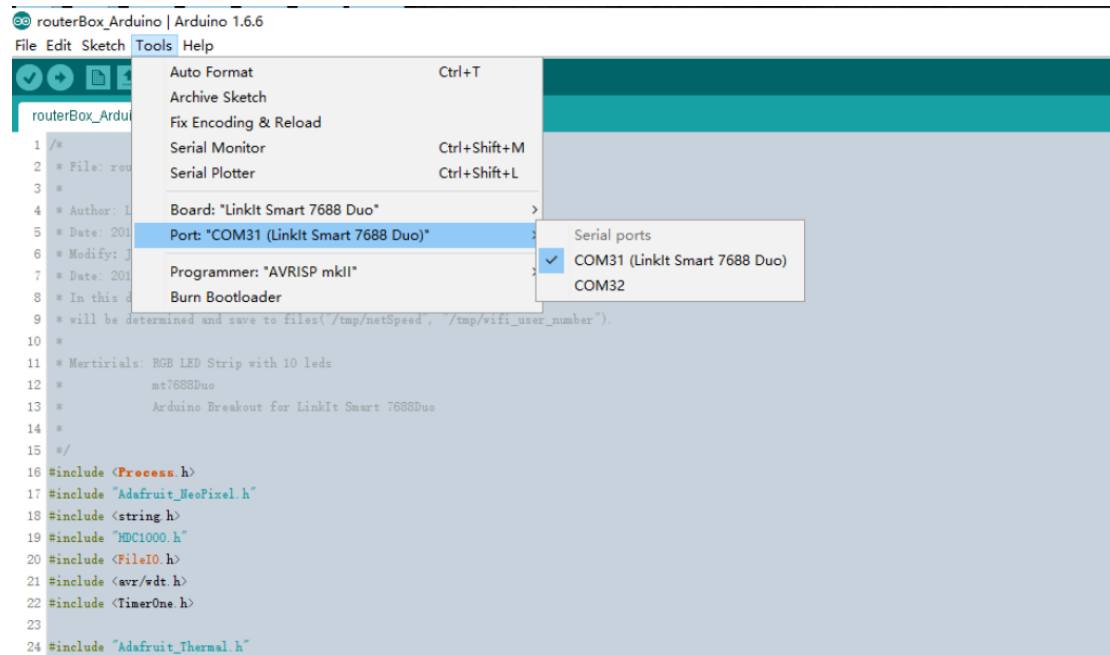 routerBox_Arduino | Arduino 1.6.6
File Edit Sketch Tools Help
routerBox_Ardui
Auto Format Ctrl+T
Archive Sketch
Fix Encoding & Reload
Serial Monitor Ctrl+Shift+M
Serial Plotter Ctrl+Shift+L
Board: "LinkIt Smart 7688 Duo" >
Port: "COM31 (LinkIt Smart 7688 Duo)" >
Programmer: "AVRISP mkII" >
Burn Bootloader
Serial ports
COM31 (LinkIt Smart 7688 Duo)
COM32
1 /*
2 * File: rou
3 *
4 * Author: L
5 * Date: 201
6 * Modify: J
7 * Date: 201
8 * In this d
9 * will be determined and save to files("/tmp/netSpeed", "/tmp/wifi_user_number").
10 *
11 * Mertirials: RGB LED Strip with 10 leds
12 * mt7688Duo
13 * Arduino Breakout for LinkIt Smart 7688Duo
14 *
15 */
16 #include <Process.h>
17 #include "Adafruit_NeoPixel.h"
18 #include <string.h>
19 #include "HDC1000.h"
20 #include <FileIO.h>
21 #include <avr/wdt.h>
22 #include <TimerOne.h>
23
24 #include "Adafruit_Thermal.h"